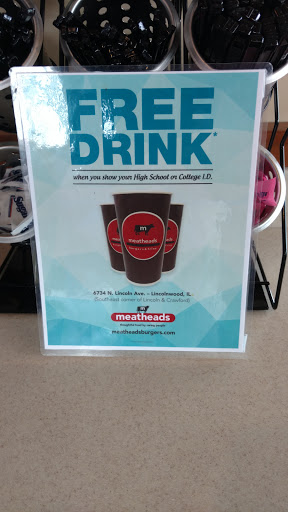 FREE
DRINK*
when you show your High School or College I.D.
meatheads
6734 N. Lincoln Ave. – Lincolnwood, IL.
(Southeast corner of Lincoln & Crawford)
meatheads
meatheadsburgers.com
Sugar